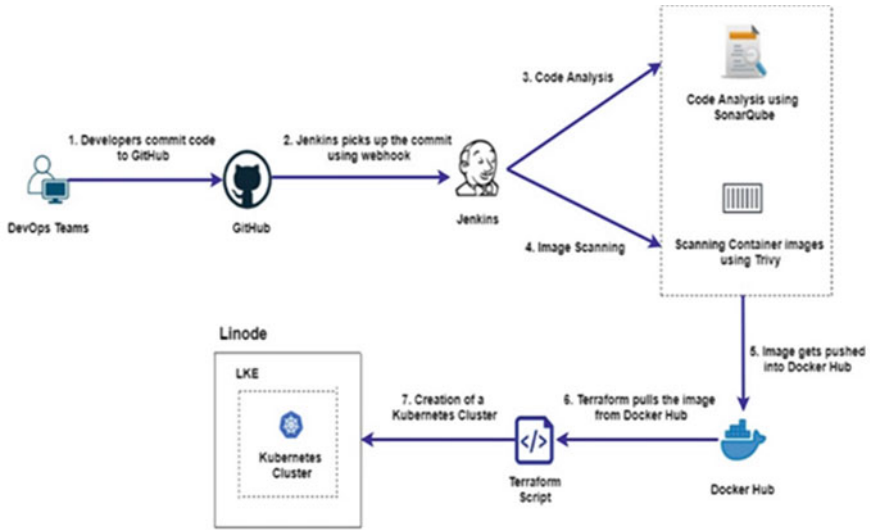 1. Developers commit code
to GitHub
DevOps Teams
GitHub
2. Jenkins picks up the commit
using webhook
Jenkins
3. Code Analysis
4. Image Scanning
Code Analysis using
SonarQube
Scanning Container images
using Trivy
5. Image gets pushed
into Docker Hub
Docker Hub
6. Terraform pulls the image
from Docker Hub
</>
Terraform
Script
7. Creation of a
Kubernetes Cluster
Linode
LKE
Kubernetes
Cluster